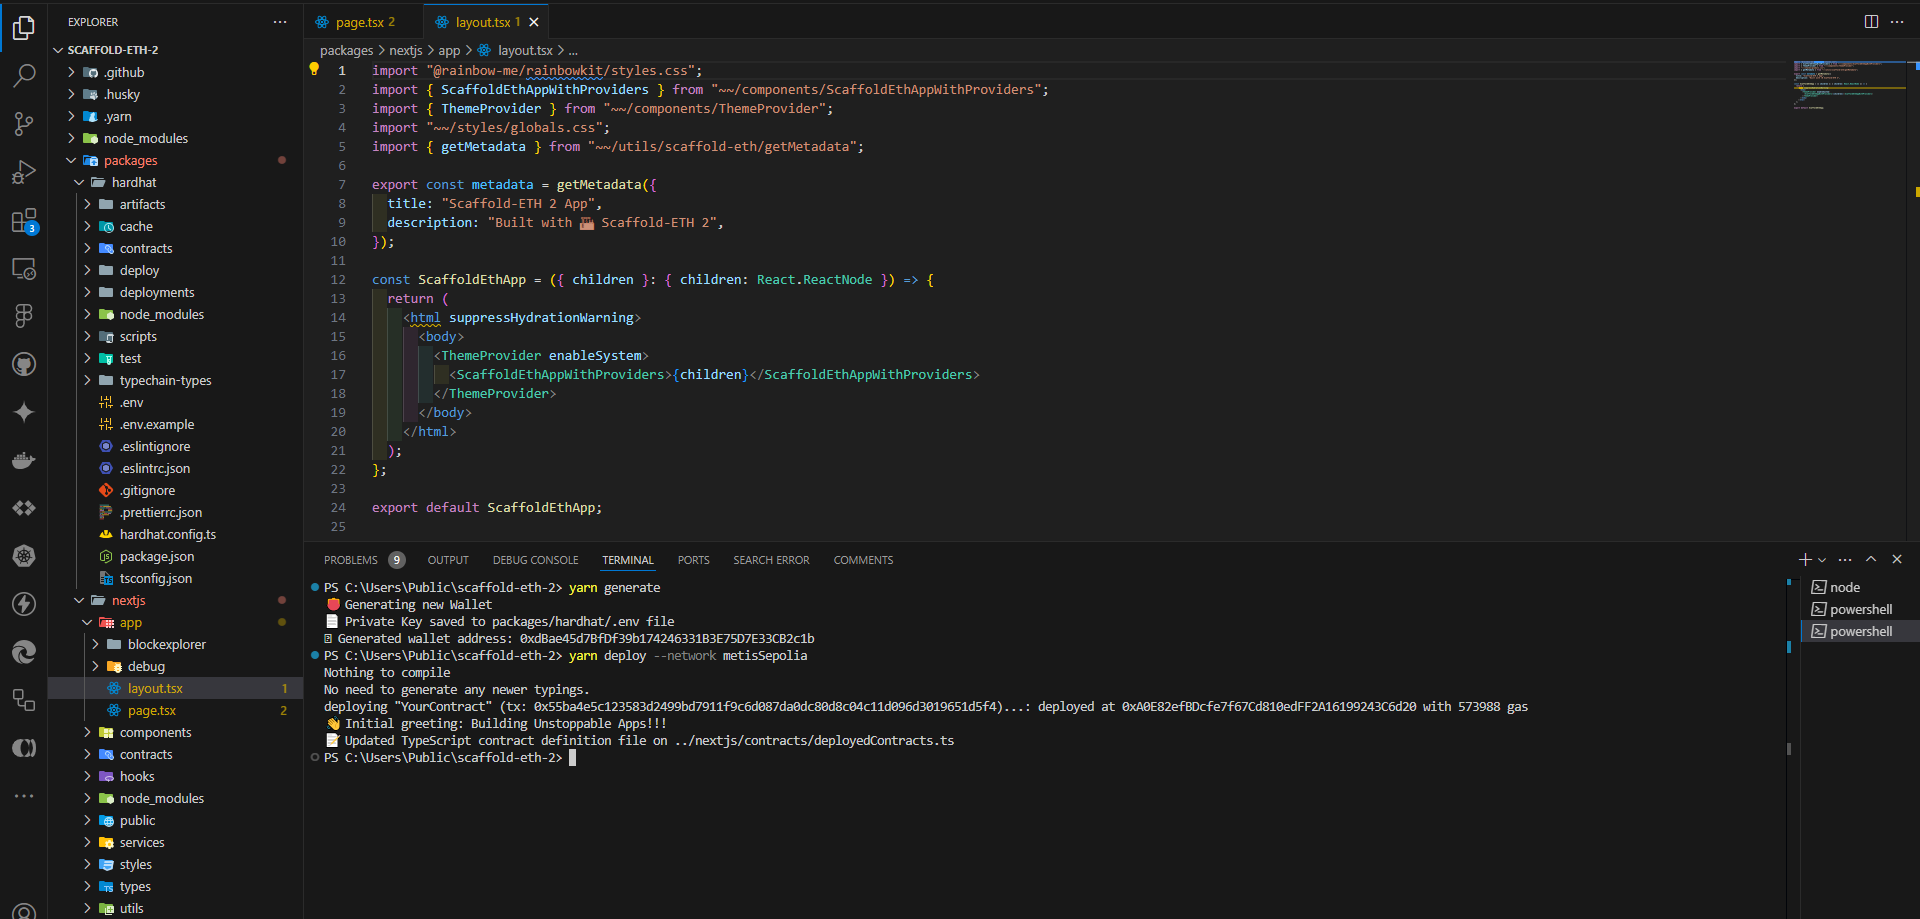 EXPLORER
SCAFFOLD-ETH-2
.github
.husky
.yarn
node_modules
packages
hardhat
artifacts
cache
contracts
deploy
deployments
node_modules
scripts
test
typechain-types
.env
.env.example
.eslintignore
.eslintrc.json
.gitignore
.prettierrc.json
hardhat.config.ts
package.json
tsconfig.json
nextjs
app
blockexplorer
debug
layout.tsx 1
page.tsx 2
components
contracts
hooks
node_modules
public
services
styles
types
utils
3
page.tsx 2
layout.tsx 1
packages > nextjs > app > layout.tsx > ...
1 import "@rainbow-me/rainbowkit/styles.css";
2 import { ScaffoldEthAppWithProviders } from "~~/components/ScaffoldEthAppWithProviders";
3 import { ThemeProvider } from "~~/components/ThemeProvider";
4 import "~~/styles/globals.css";
5 import { getMetadata } from "~~/utils/scaffold-eth/getMetadata";
6
7 export const metadata = getMetadata({
8 title: "Scaffold-ETH 2 App",
9 description: "Built with 🏭 Scaffold-ETH 2",
10 });
11
12 const ScaffoldEthApp = ({ children }: { children: React.ReactNode }) => {
13 return (
14 <html suppressHydrationWarning>
15 <body>
16 <ThemeProvider enableSystem>
17 <ScaffoldEthAppWithProviders>{children}</ScaffoldEthAppWithProviders>
18 </ThemeProvider>
19 </body>
20 </html>
21 );
22 };
23
24 export default ScaffoldEthApp;
25
PROBLEMS 9 OUTPUT DEBUG CONSOLE TERMINAL PORTS SEARCH ERROR COMMENTS
PS C:\Users\Public\scaffold-eth-2> yarn generate
👛 Generating new Wallet
📄 Private Key saved to packages/hardhat/.env file
Generated wallet address: 0xdBae45d7BfDf39b174246331B3E75D7E33CB2c1b
PS C:\Users\Public\scaffold-eth-2> yarn deploy --network metisSepolia
Nothing to compile
No need to generate any newer typings.
deploying "YourContract" (tx: 0x55ba4e5c123583d2499bd7911f9c6d087da0dc80d8c04c11d096d3019651d5f4)...: deployed at 0xA0E82efBDcfe7f67Cd810edFF2A16199243C6d20 with 573988 gas
👋 Initial greeting: Building Unstoppable Apps!!!
📝 Updated TypeScript contract definition file on ../nextjs/contracts/deployedContracts.ts
PS C:\Users\Public\scaffold-eth-2>
node
powershell
powershell